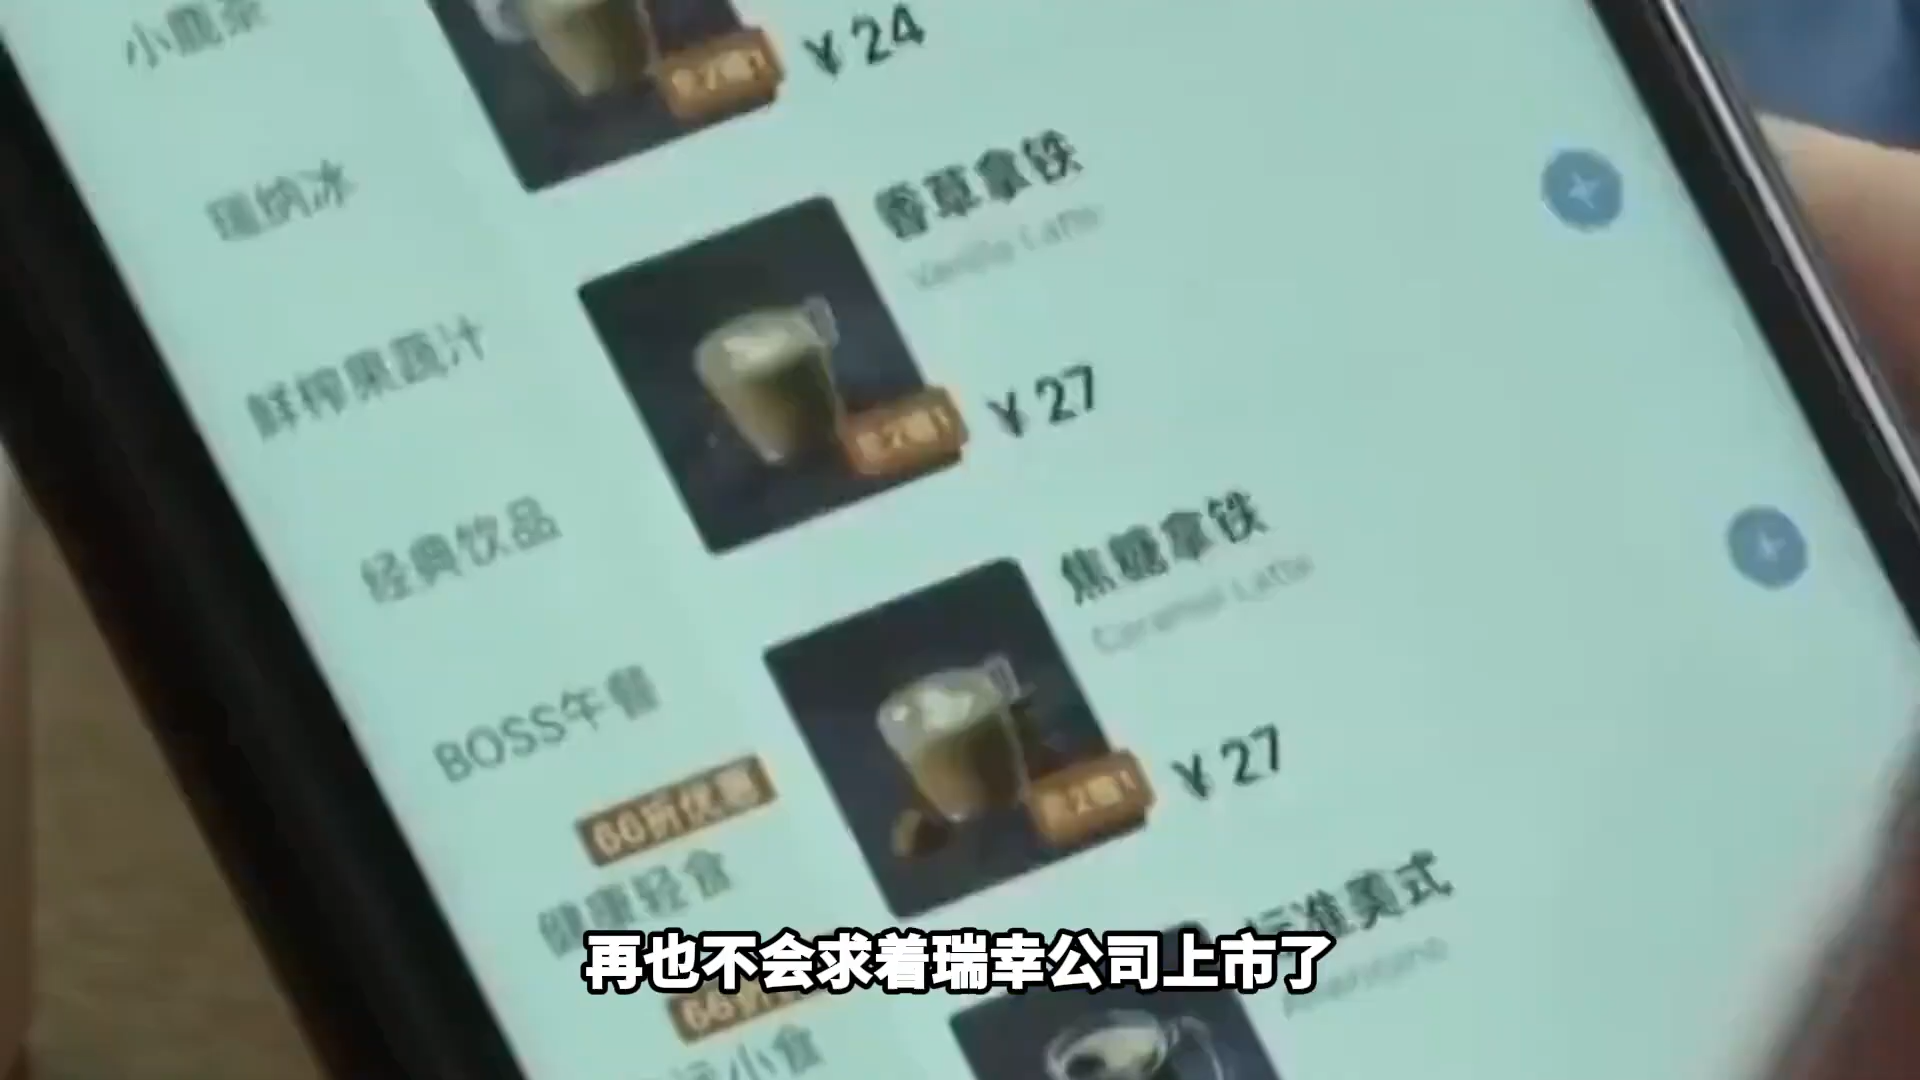 小鹿茶
¥24
瑞纳冰
香草拿铁
Vanilla Latte
鲜榨果蔬汁
¥27
经典饮品
焦糖拿铁
Caramel Latte
BOSS午餐
¥27
健康轻食
标准美式
Americano
再也不会求着瑞幸公司上市了
小食